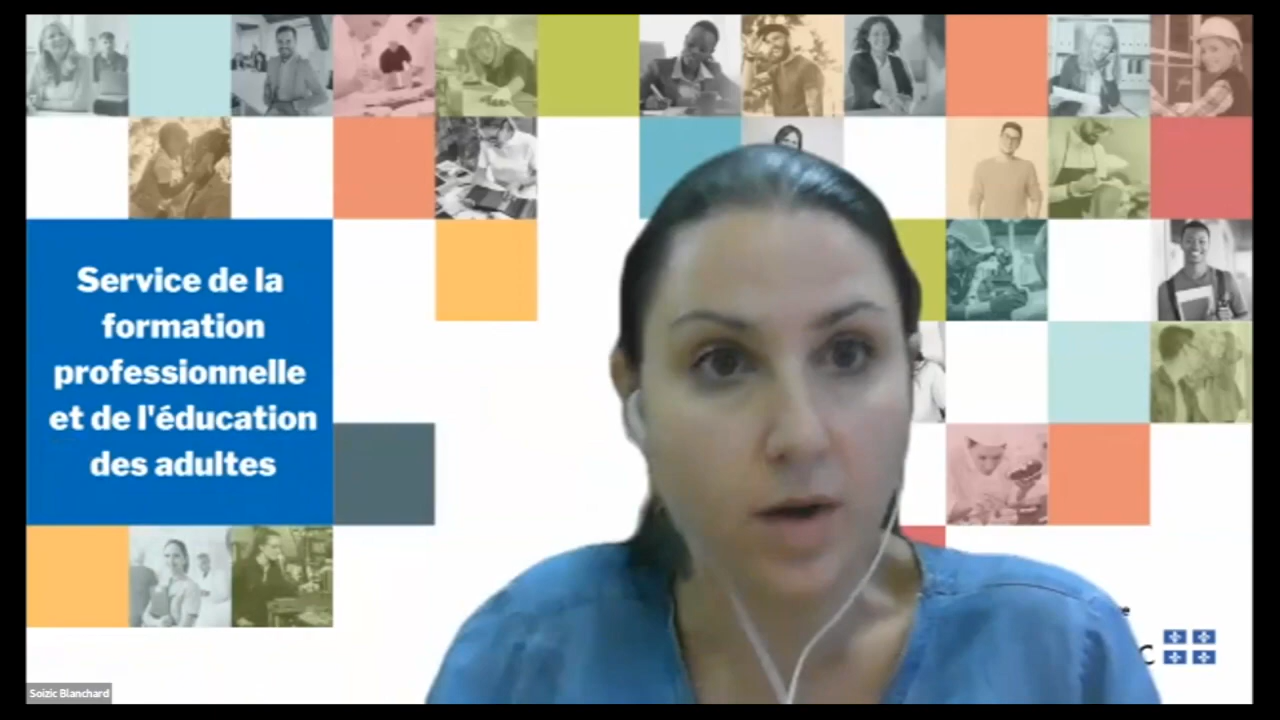 Service de la
formation
professionnelle
et de l'éducation
des adultes
Soizic Blanchard